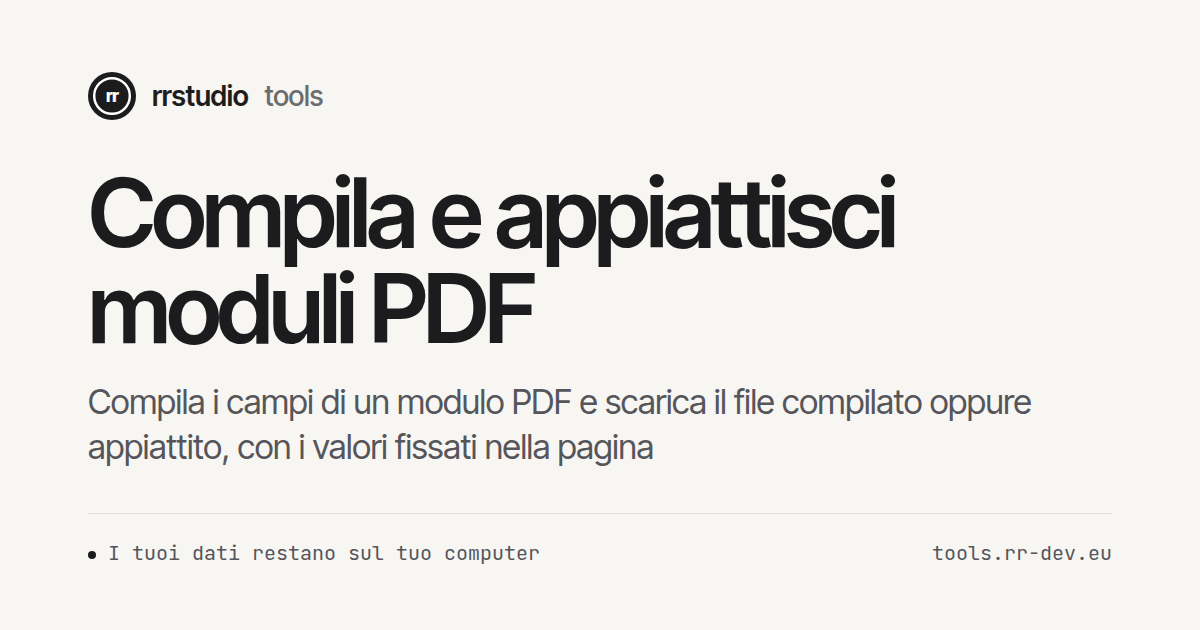 rr rrstudio tools
Compila e appiattisci
moduli PDF
Compila i campi di un modulo PDF e scarica il file compilato oppure
appiattito, con i valori fissati nella pagina
I tuoi dati restano sul tuo computer
tools.rr-dev.eu